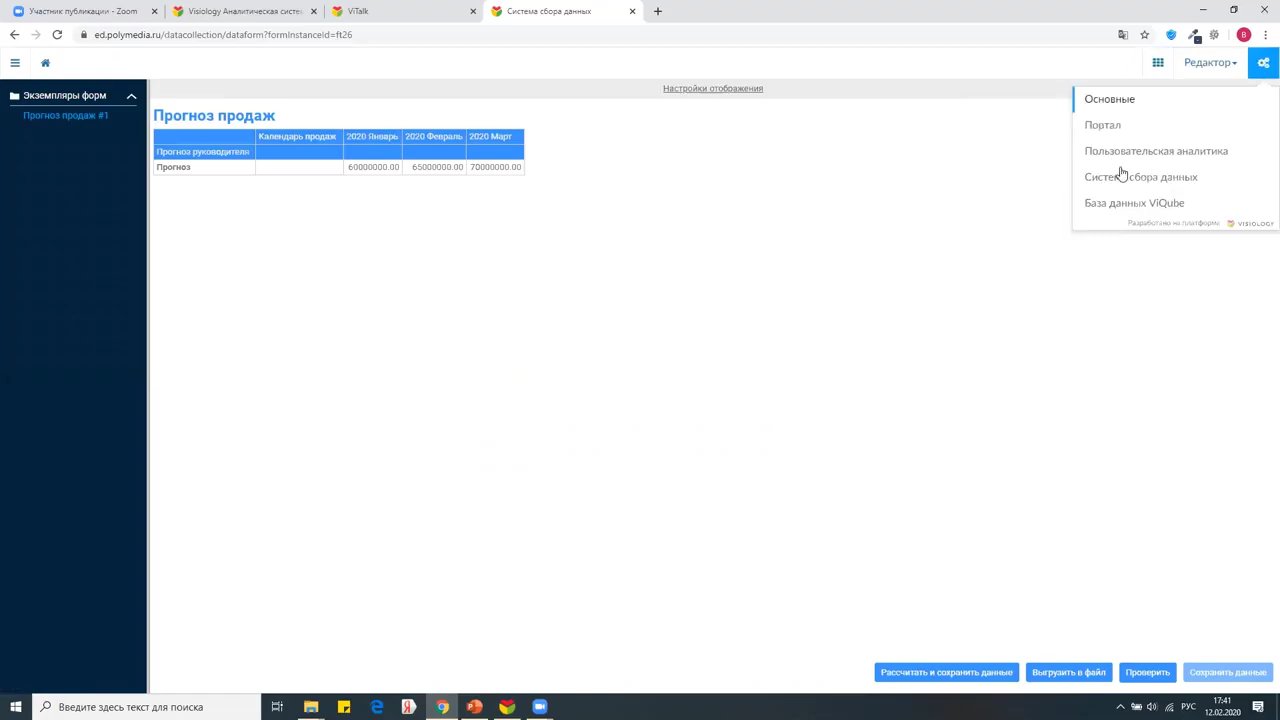 Участник публикации - Zoom
Visiology Аналитическая систем
ViTalk
Система сбора данных
ed.polymedia.ru/datacollection/dataform?formInstanceId=ft26
B
Редактор
Экземпляры форм
Прогноз продаж #1
Настройки отображения
Основные
Портал
Пользовательская аналитика
Система сбора данных
База данных ViQube
Разработано на платформе VISIOLOGY
Прогноз продаж
Календарь продаж 2020 Январь 2020 Февраль 2020 Март
Прогноз руководителя
Прогноз 60000000.00 65000000.00 70000000.00
Рассчитать и сохранить данные Выгрузить в файл Проверить Сохранить данные
Введите здесь текст для поиска
РУС
17:41
12.02.2020